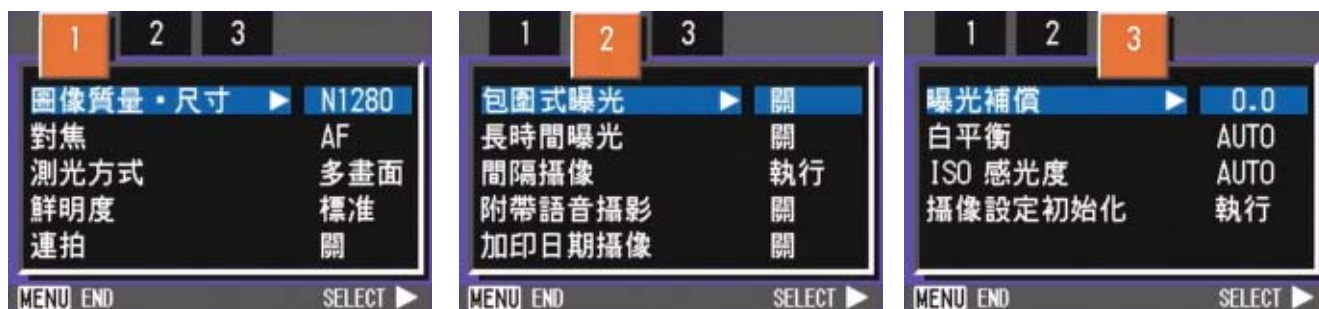 1 2 3
圖像質量・尺寸 ▶ N1280
對焦 AF
測光方式 多畫面
鮮明度 標准
連拍 關
MENU END SELECT ▶
1 2 3
包圍式曝光 ▶ 關
長時間曝光 關
間隔攝像 執行
附帶語音攝影 關
加印日期攝像 關
MENU END SELECT ▶
1 2 3
曝光補償 ▶ 0.0
白平衡 AUTO
ISO 感光度 AUTO
攝像設定初始化 執行
MENU END SELECT ▶